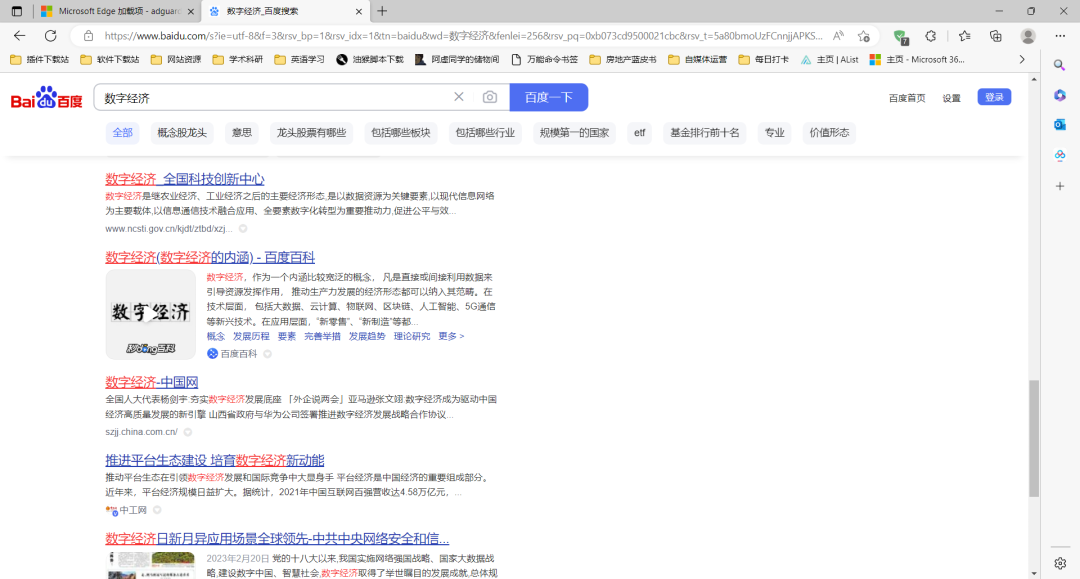 Microsoft Edge 加载项 - adguard
数字经济_百度搜索
https://www.baidu.com/s?ie=utf-8&f=3&rsv_bp=1&rsv_idx=1&tn=baidu&wd=数字经济&fenlei=256&rsv_pq=0xb073cd9500021cbc&rsv_t=5a80bmoUzFCnnjjAPKS...
7
插件下载站 软件下载站 网站资源 学术科研 英语学习 油猴脚本下载 阿虚同学的储物间 万能命令书签 房地产蓝皮书 自媒体运营 每日打卡 主页 | AList 主页 - Microsoft 36...
Bai du 百度
数字经济
百度一下
百度首页 设置 登录
全部 概念股龙头 意思 龙头股票有哪些 包括哪些板块 包括哪些行业 规模第一的国家 etf 基金排行前十名 专业 价值形态
数字经济_全国科技创新中心
数字经济是继农业经济、工业经济之后的主要经济形态,是以数据资源为关键要素,以现代信息网络
为主要载体,以信息通信技术融合应用、全要素数字化转型为重要推动力,促进公平与效...
www.ncsti.gov.cn/kjdt/ztbd/xzj...
数字经济(数字经济的内涵) - 百度百科
数字经济
秒dong百科
数字经济，作为一个内涵比较宽泛的概念， 凡是直接或间接利用数据来
引导资源发挥作用， 推动生产力发展的经济形态都可以纳入其范畴。在
技术层面， 包括大数据、云计算、物联网、区块链、人工智能、5G通信
等新兴技术。在应用层面，“新零售”、“新制造”等都...
概念 发展历程 要素 完善举措 发展趋势 理论研究 更多 >
百度百科
数字经济-中国网
全国人大代表杨剑宇 夯实数字经济发展底座 「外企说两会」亚马逊张文翊 数字经济成为驱动中国
经济高质量发展的新引擎 山西省政府与华为公司签署推进数字经济发展战略合作协议...
szjj.china.com.cn/
推进平台生态建设 培育数字经济新动能
推动平台生态在引领数字经济发展和国际竞争中大显身手 平台经济是中国经济的重要组成部分。
近年来，平台经济规模日益扩大。据统计，2021年中国互联网百强营收达4.58万亿元，...
中工网
数字经济日新月异应用场景全球领先-中共中央网络安全和信...
2023年2月20日 党的十八大以来,我国实施网络强国战略、国家大数据战
略,建设数字中国、智慧社会,数字经济取得了举世瞩目的发展成就,总体规